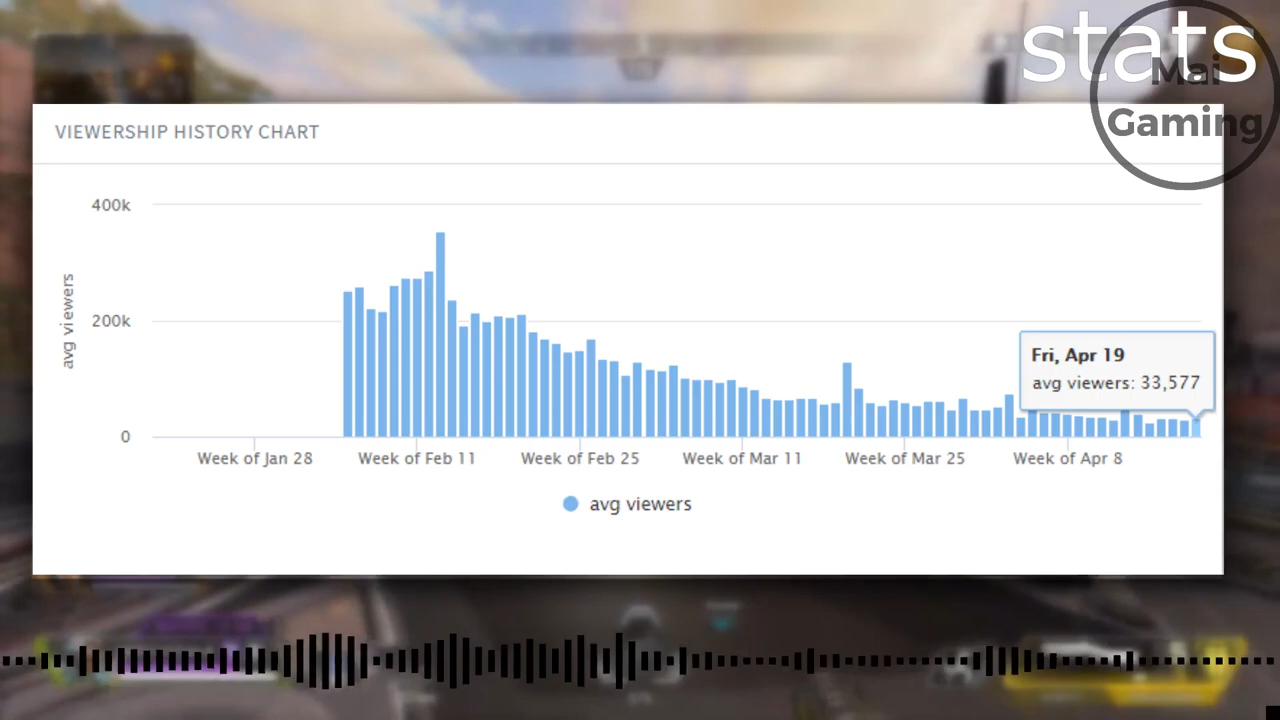 stats
Mai
Gaming
VIEWERSHIP HISTORY CHART
400k
200k
0
avg viewers
Fri, Apr 19
avg viewers: 33,577
Week of Jan 28
Week of Feb 11
Week of Feb 25
Week of Mar 11
Week of Mar 25
Week of Apr 8
avg viewers